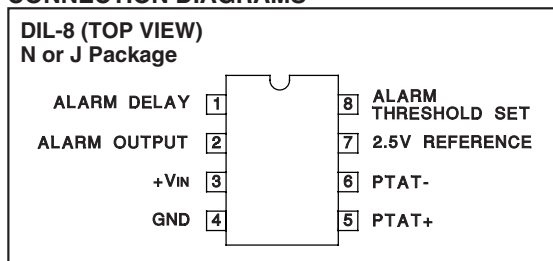 CONNECTION DIAGRAMS
DIL-8 (TOP VIEW)
N or J Package
ALARM DELAY 1
ALARM OUTPUT 2
+VIN 3
GND 4
8 ALARM THRESHOLD SET
7 2.5V REFERENCE
6 PTAT-
5 PTAT+